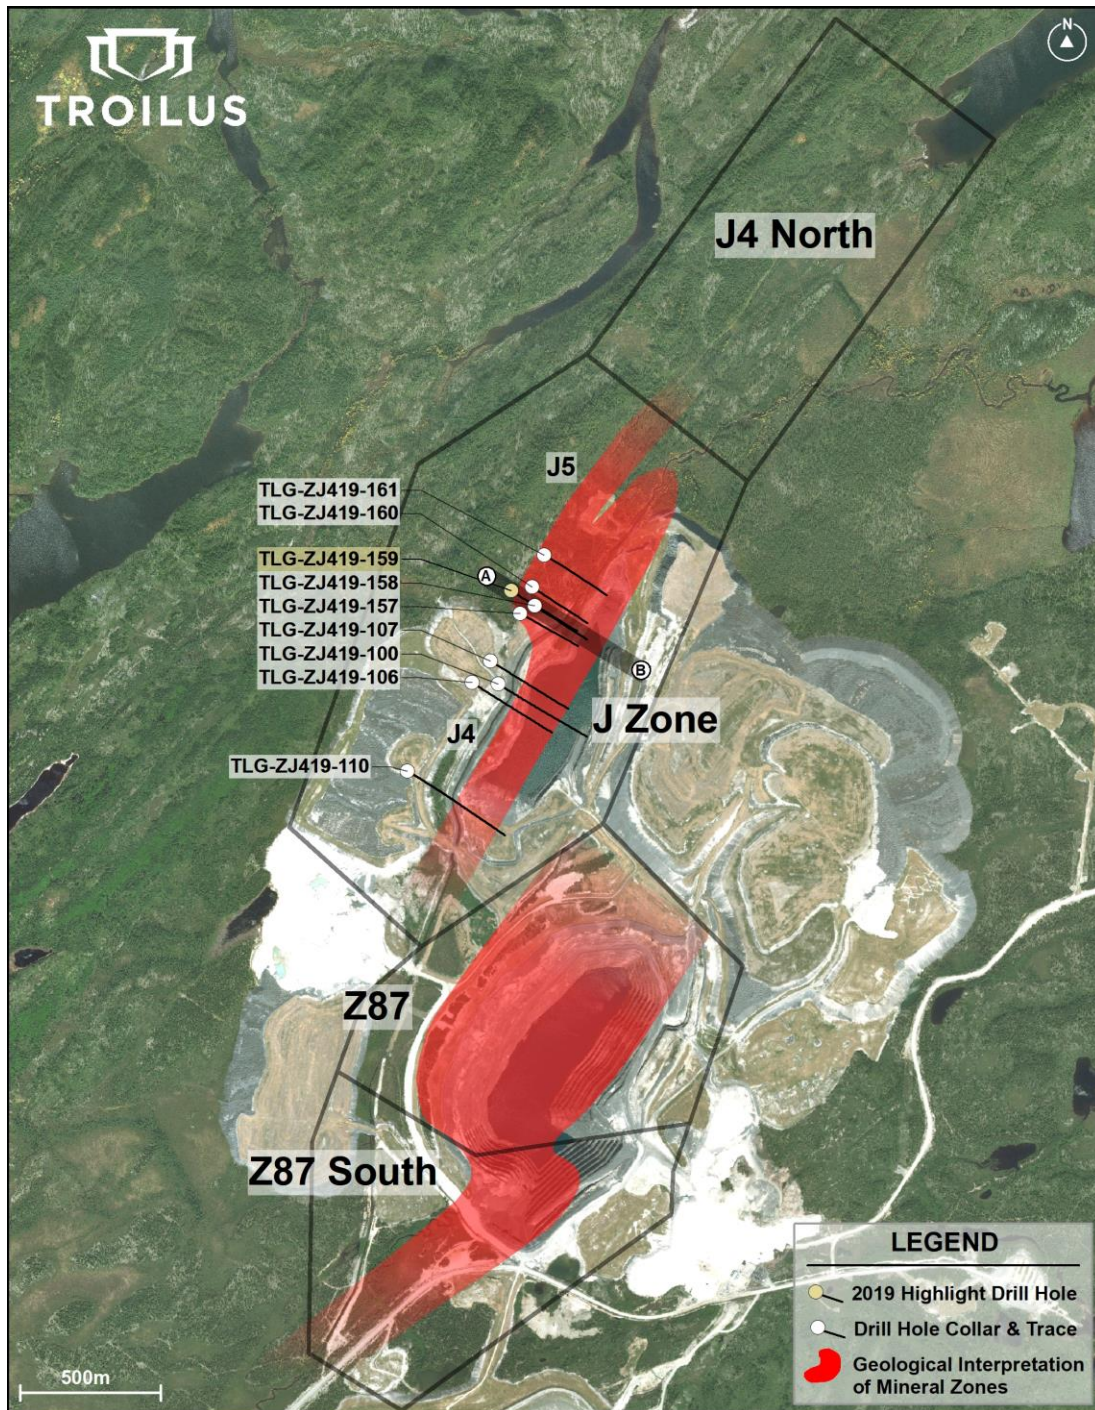 TROILUS
N
J4 North
J5
TLG-ZJ419-161
TLG-ZJ419-160
TLG-ZJ419-159
A
TLG-ZJ419-158
TLG-ZJ419-157
TLG-ZJ419-107
TLG-ZJ419-100
TLG-ZJ419-106
B
J Zone
J4
TLG-ZJ419-110
Z87
Z87 South
LEGEND
2019 Highlight Drill Hole
Drill Hole Collar & Trace
Geological Interpretation
of Mineral Zones
500m